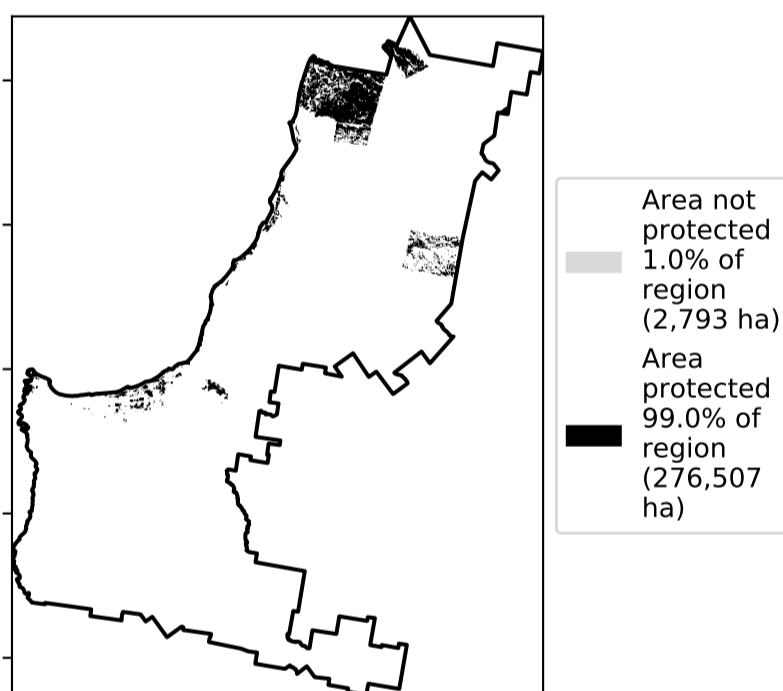 Area not
protected
1.0% of
region
(2,793 ha)
Area
protected
99.0% of
region
(276,507
ha)